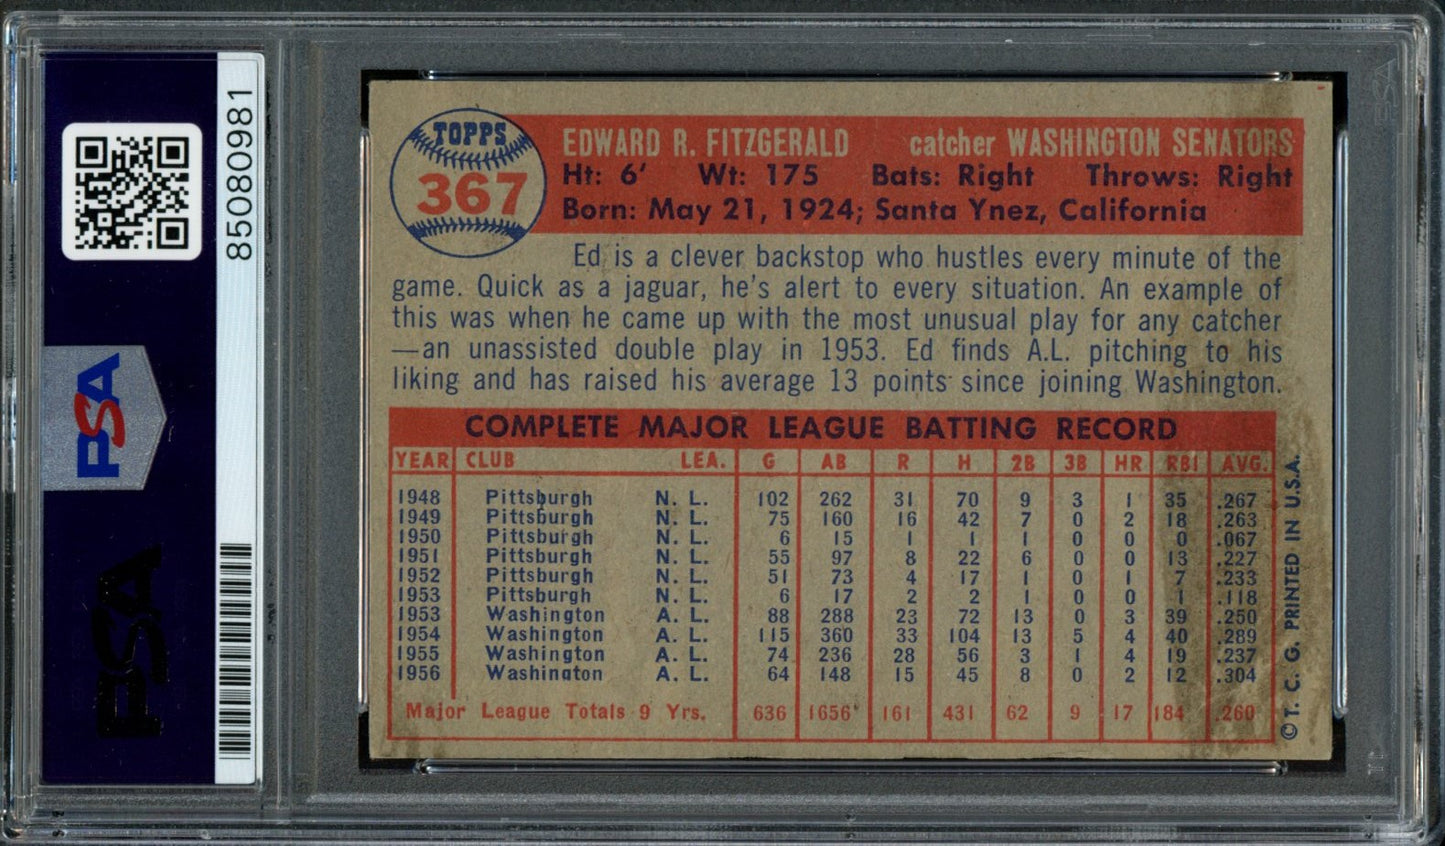 85080981
PSA
PSA
TOPPS
367
EDWARD R. FITZGERALD catcher WASHINGTON SENATORS
Ht: 6' Wt: 175 Bats: Right Throws: Right
Born: May 21, 1924; Santa Ynez, California
Ed is a clever backstop who hustles every minute of the
game. Quick as a jaguar, he's alert to every situation. An example of
this was when he came up with the most unusual play for any catcher
—an unassisted double play in 1953. Ed finds A.L. pitching to his
liking and has raised his average 13 points since joining Washington.
COMPLETE MAJOR LEAGUE BATTING RECORD
YEAR CLUB LEA. G AB R H 2B 3B HR RBI AVG.
1948 Pittsburgh N. L. 102 262 31 70 9 3 1 35 .267
1949 Pittsburgh N. L. 75 160 16 42 7 0 2 18 .263
1950 Pittsburgh N. L. 6 15 1 1 1 0 0 0 .067
1951 Pittsburgh N. L. 55 97 8 22 6 0 0 13 .227
1952 Pittsburgh N. L. 51 73 4 17 1 0 1 7 .233
1953 Pittsburgh N. L. 6 17 2 2 1 0 0 1 .118
1953 Washington A. L. 88 288 23 72 13 0 3 39 .250
1954 Washington A. L. 115 360 33 104 13 5 4 40 .289
1955 Washington A. L. 74 236 28 56 3 1 4 19 .237
1956 Washington A. L. 64 148 15 45 8 0 2 12 .304
Major League Totals 9 Yrs. 636 1656 161 431 62 9 17 184 .260
© T. C. G. PRINTED IN U.S.A.